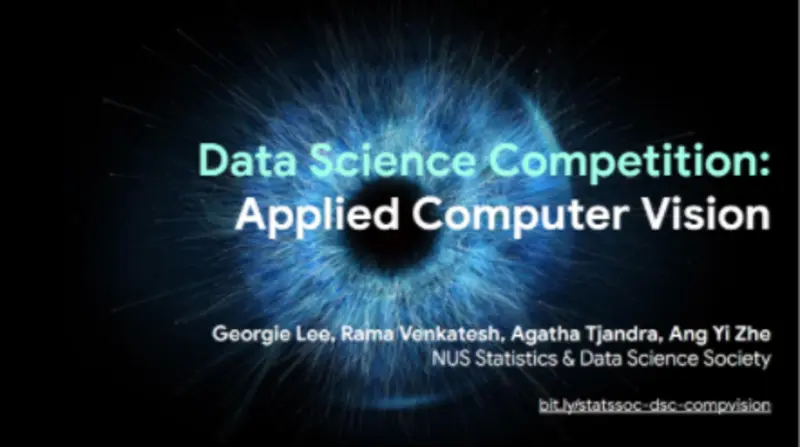 Data Science Competition:
Applied Computer Vision
Georgie Lee, Rama Venkatesh, Agatha Tjandra, Ang Yi Zhe
NUS Statistics & Data Science Society
bit.ly/statssoc-dsc-compvision